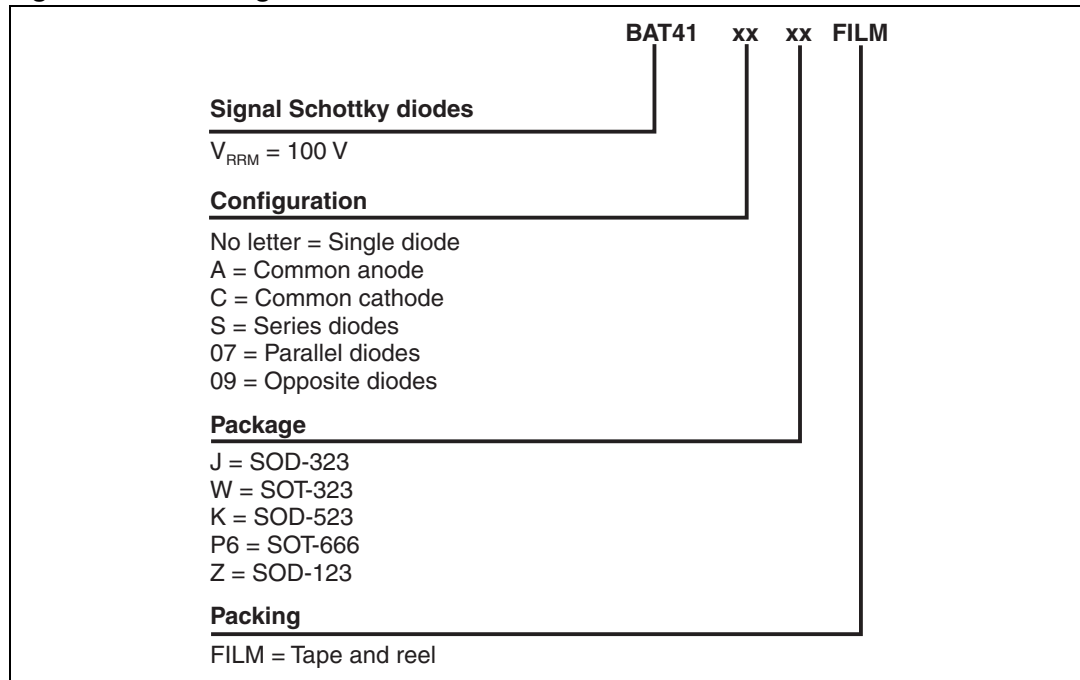 BAT41 xx xx FILM
Signal Schottky diodes
VRRM = 100 V
Configuration
No letter = Single diode
A = Common anode
C = Common cathode
S = Series diodes
07 = Parallel diodes
09 = Opposite diodes
Package
J = SOD-323
W = SOT-323
K = SOD-523
P6 = SOT-666
Z = SOD-123
Packing
FILM = Tape and reel